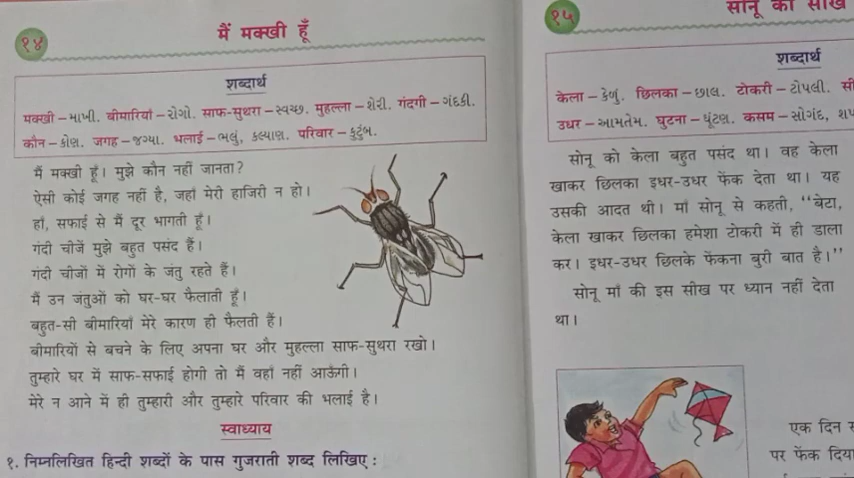 १४
मैं मक्खी हूँ
शब्दार्थ
मक्खी – માખી. बीमारियाँ – રોગો. साफ-सुथरा – સ્વચ્છ. मुहल्ला – શેરી. गंदगी – ગંદકી.
कौन – કોણ. जगह – જગ્યા. भलाई – ભલું, કલ્યાણ. परिवार – કુટુંબ.
मैं मक्खी हूँ। मुझे कौन नहीं जानता?
ऐसी कोई जगह नहीं है, जहाँ मेरी हाजिरी न हो।
हाँ, सफाई से मैं दूर भागती हूँ।
गंदी चीजें मुझे बहुत पसंद हैं।
गंदी चीजों में रोगों के जंतु रहते हैं।
मैं उन जंतुओं को घर-घर फैलाती हूँ।
बहुत-सी बीमारियाँ मेरे कारण ही फैलती हैं।
बीमारियों से बचने के लिए अपना घर और मुहल्ला साफ-सुथरा रखो।
तुम्हारे घर में साफ-सफाई होगी तो मैं वहाँ नहीं आऊँगी।
मेरे न आने में ही तुम्हारी और तुम्हारे परिवार की भलाई है।
स्वाध्याय
१. निम्नलिखित हिन्दी शब्दों के पास गुजराती शब्द लिखिए :
१५
सोनू को सीख
शब्दार्थ
केला – કેળું. छिलका – છાલ. टोकरी – ટોપલી.
उधर – આમતેમ. घुटना – ઘૂંટણ. कसम – સોગંદ,
सोनू को केला बहुत पसंद था। वह केला
खाकर छिलका इधर-उधर फेंक देता था। यह
उसकी आदत थी। माँ सोनू से कहती, "बेटा,
केला खाकर छिलका हमेशा टोकरी में ही डाला
कर। इधर-उधर छिलके फेंकना बुरी बात है।"
सोनू माँ की इस सीख पर ध्यान नहीं देता
था।
एक दिन
पर फेंक दिया